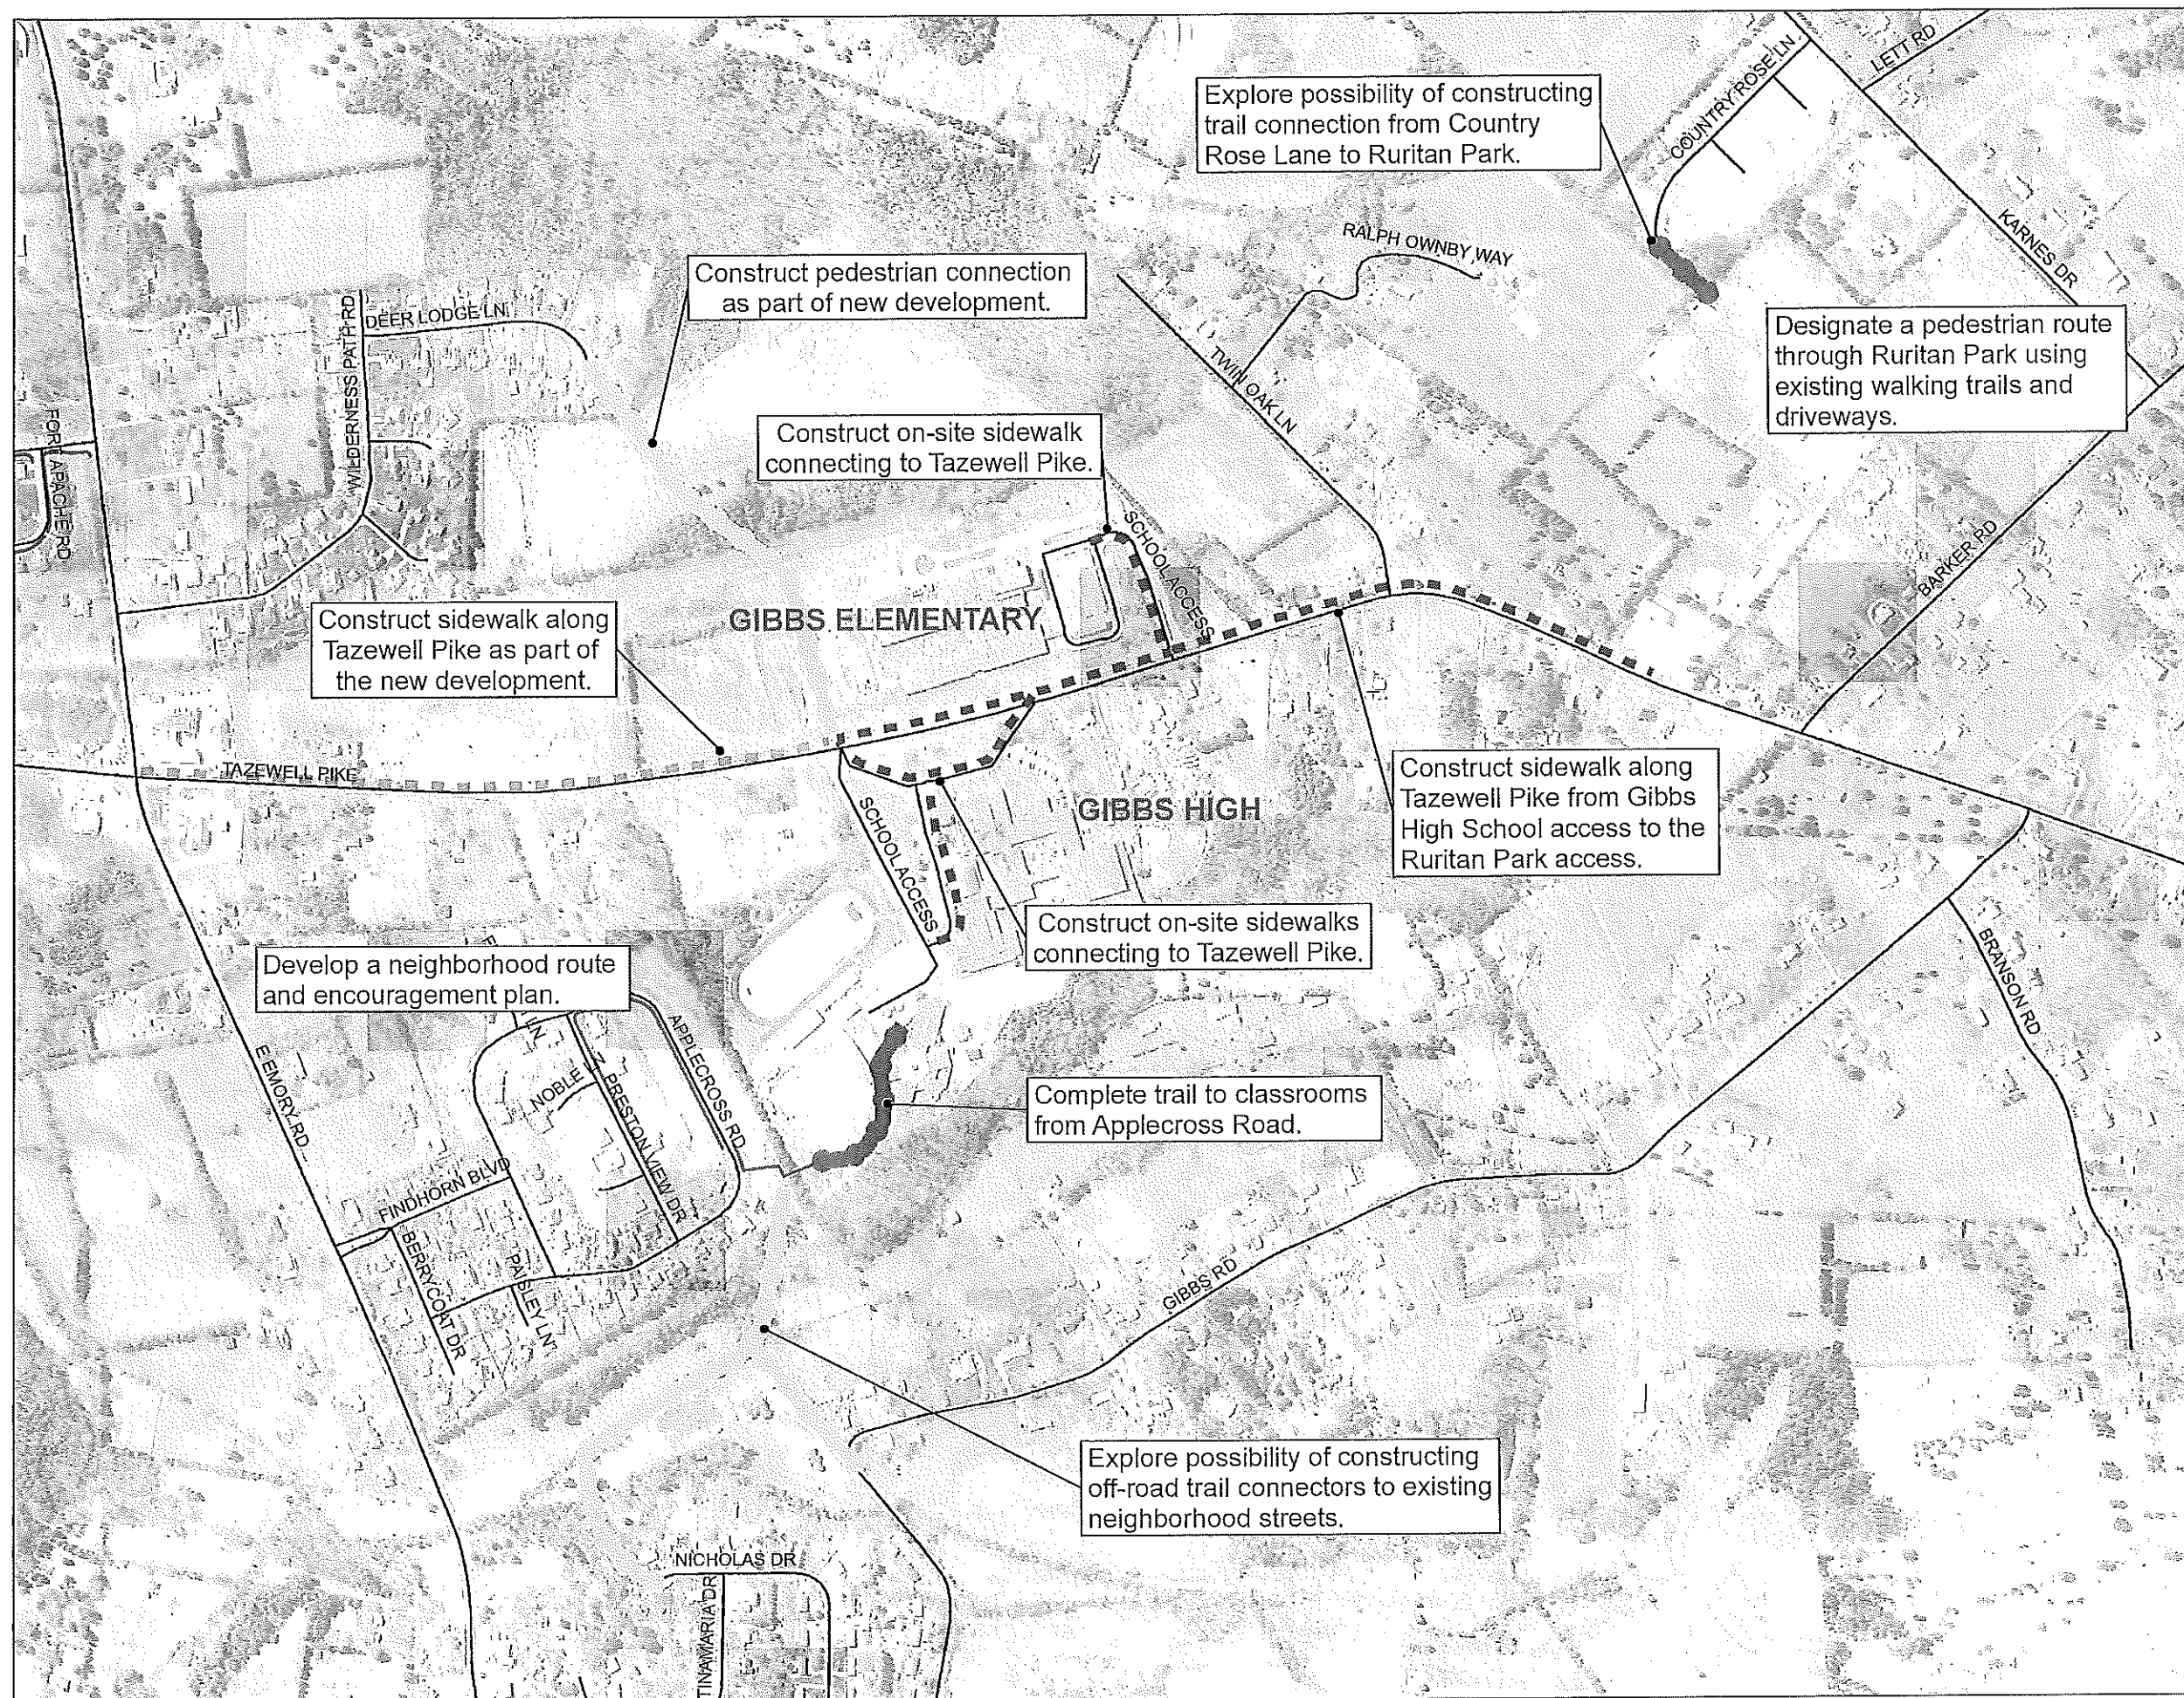 LETT RD
COUNTRY ROSE LN
Explore possibility of constructing
trail connection from Country
Rose Lane to Ruritan Park.
KARNES DR
RALPH OWNBY WAY
Construct pedestrian connection
as part of new development.
DEER LODGE LN
WILDERNESS PATH RD
Designate a pedestrian route
through Ruritan Park using
existing walking trails and
driveways.
TWIN OAK LN
Construct on-site sidewalk
connecting to Tazewell Pike.
APACHE RD
SCHOOL ACCESS
BARKER RD
GIBBS ELEMENTARY
Construct sidewalk along
Tazewell Pike as part of
the new development.
TAZEWELL PIKE
GIBBS HIGH
Construct sidewalk along
Tazewell Pike from Gibbs
High School access to the
Ruritan Park access.
SCHOOL ACCESS
Construct on-site sidewalks
connecting to Tazewell Pike.
Develop a neighborhood route
and encouragement plan.
BRANSON RD
APPLECROSS RD
E EMORY RD
NOBLE
PRESTON VIEW DR
Complete trail to classrooms
from Applecross Road.
FINDHORN BLVD
BERRYCOAT DR
PAISLEY LN
GIBBS RD
Explore possibility of constructing
off-road trail connectors to existing
neighborhood streets.
NICHOLAS DR
TINAMARIA DR